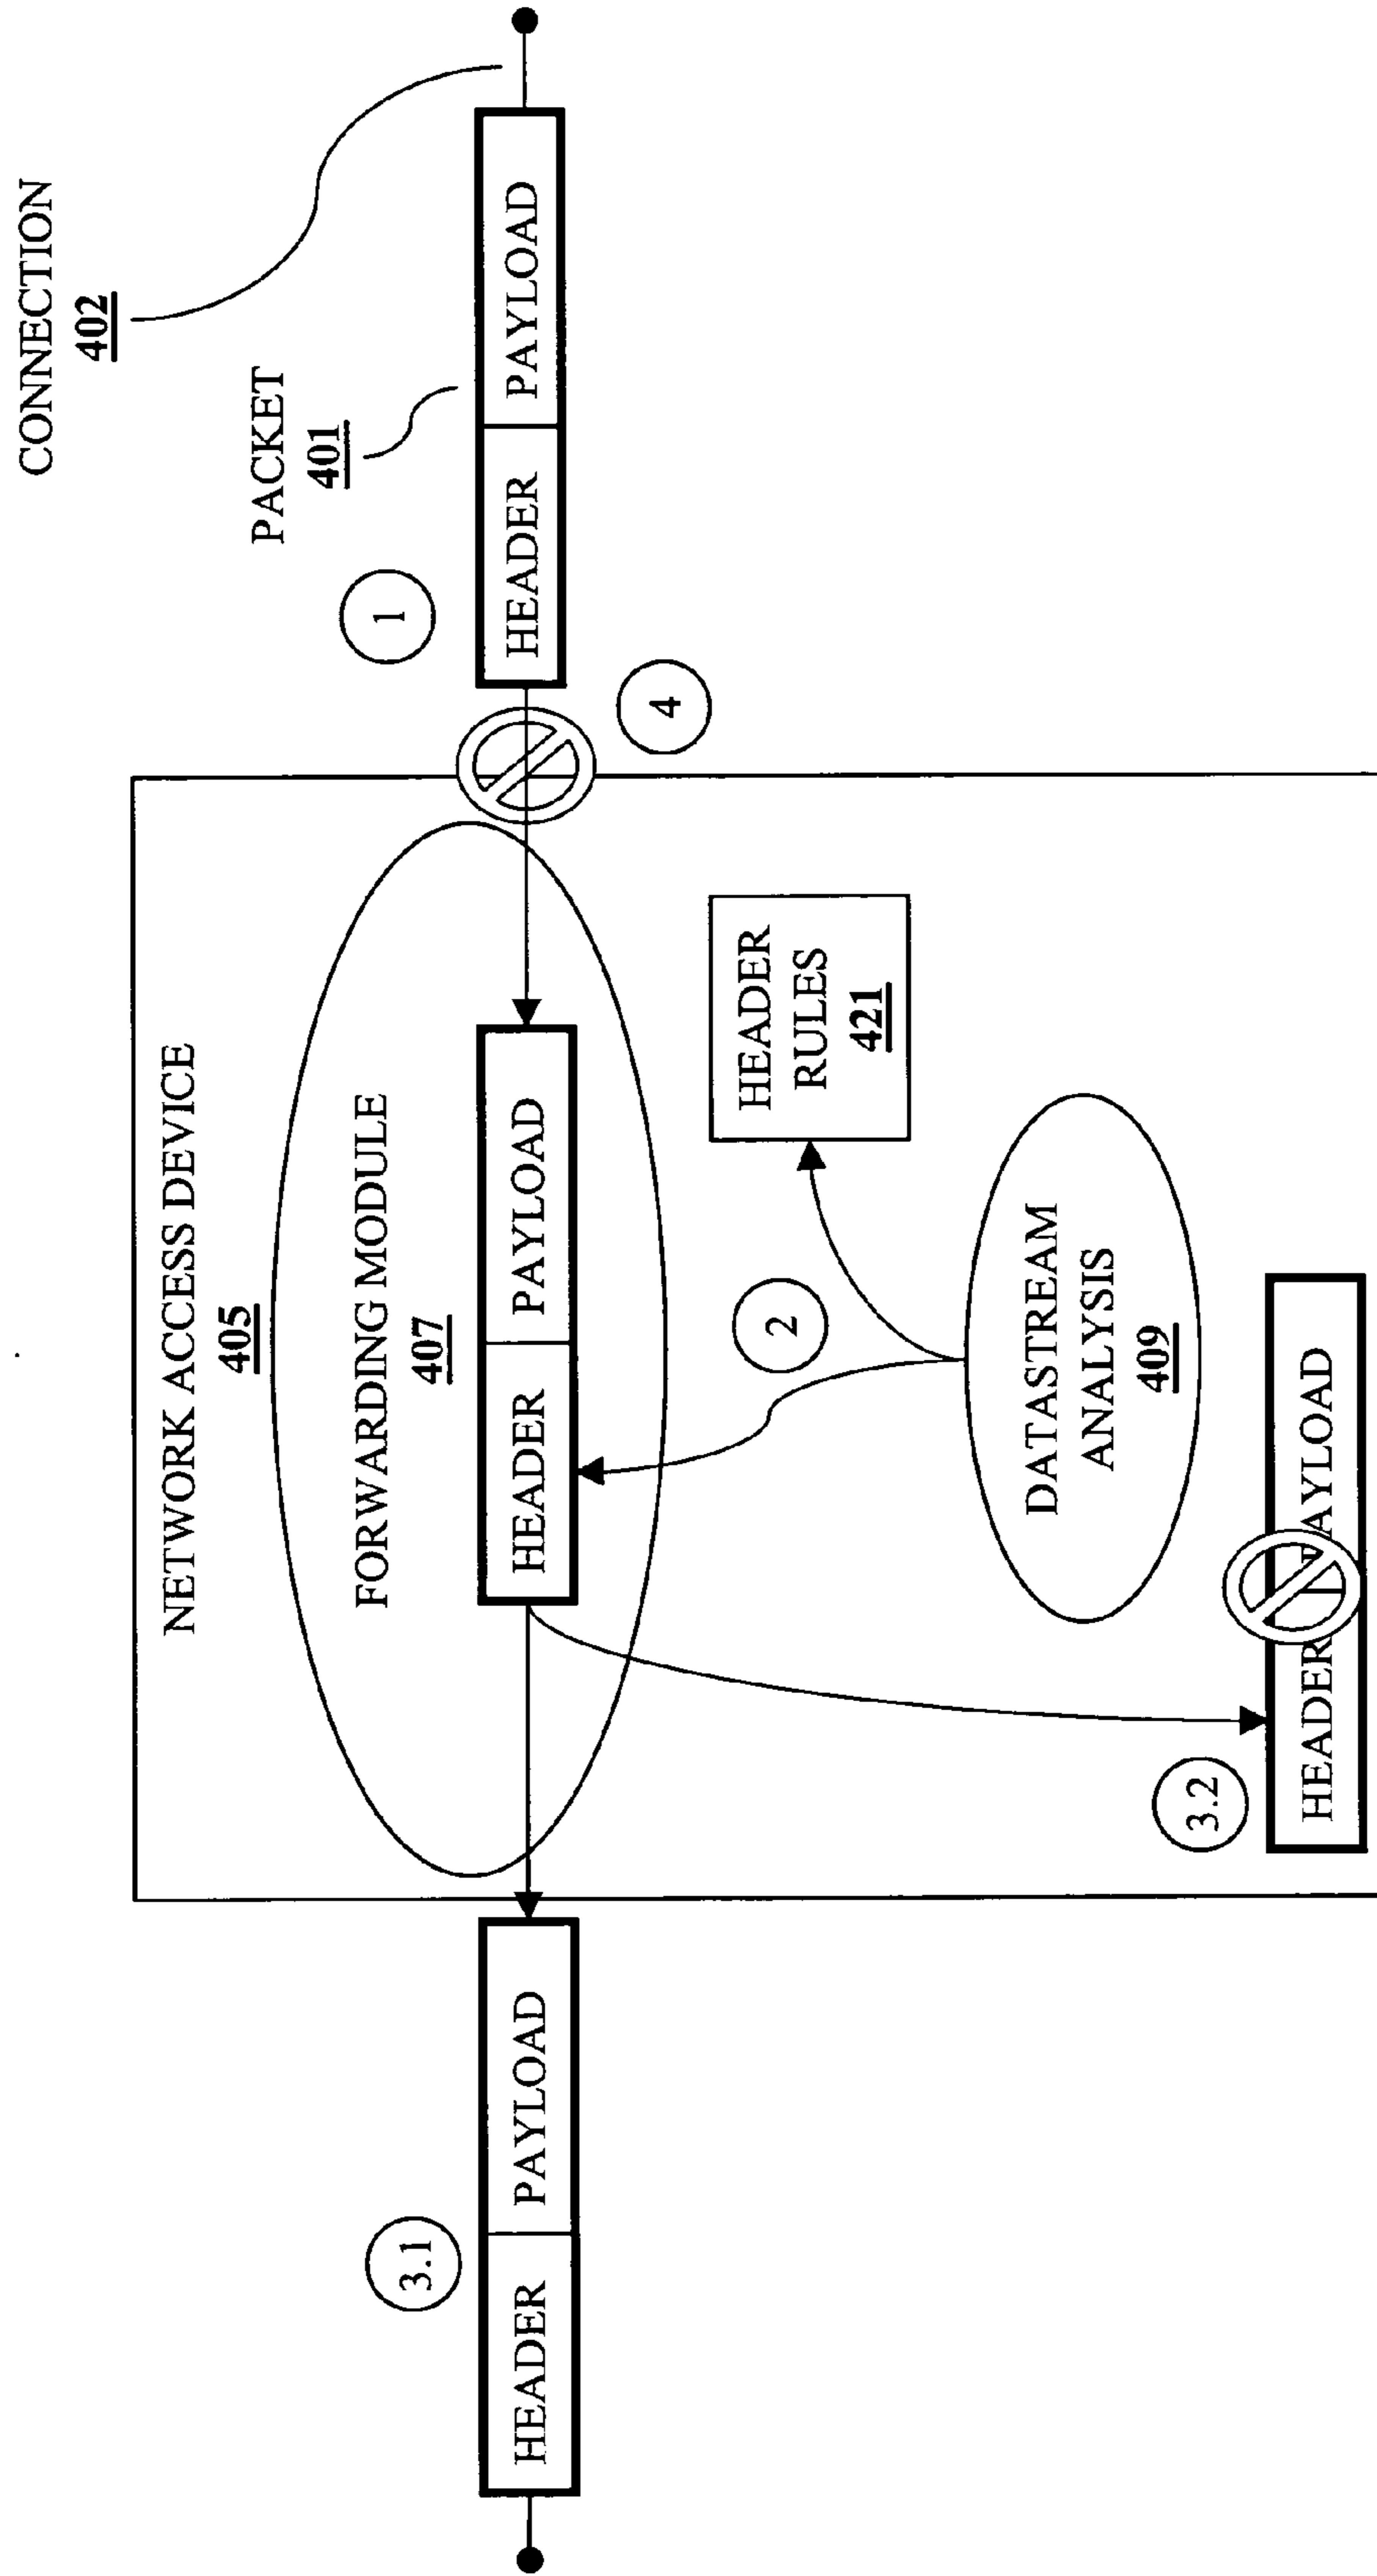 CONNECTION
402
NETWORK ACCESS DEVICE
405
PACKET
401
FORWARDING MODULE
407
1
3.1
HEADER PAYLOAD
HEADER PAYLOAD
HEADER PAYLOAD
4
HEADER
RULES
421
2
DATASTREAM
ANALYSIS
409
3.2
HEADER PAYLOAD